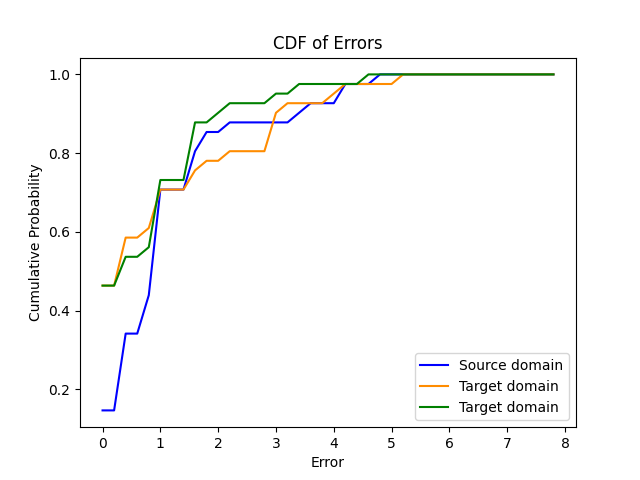 CDF of Errors
1.0
0.8
0.6
0.4
0.2
Cumulative Probability
0 1 2 3 4 5 6 7 8
Error
Source domain
Target domain
Target domain